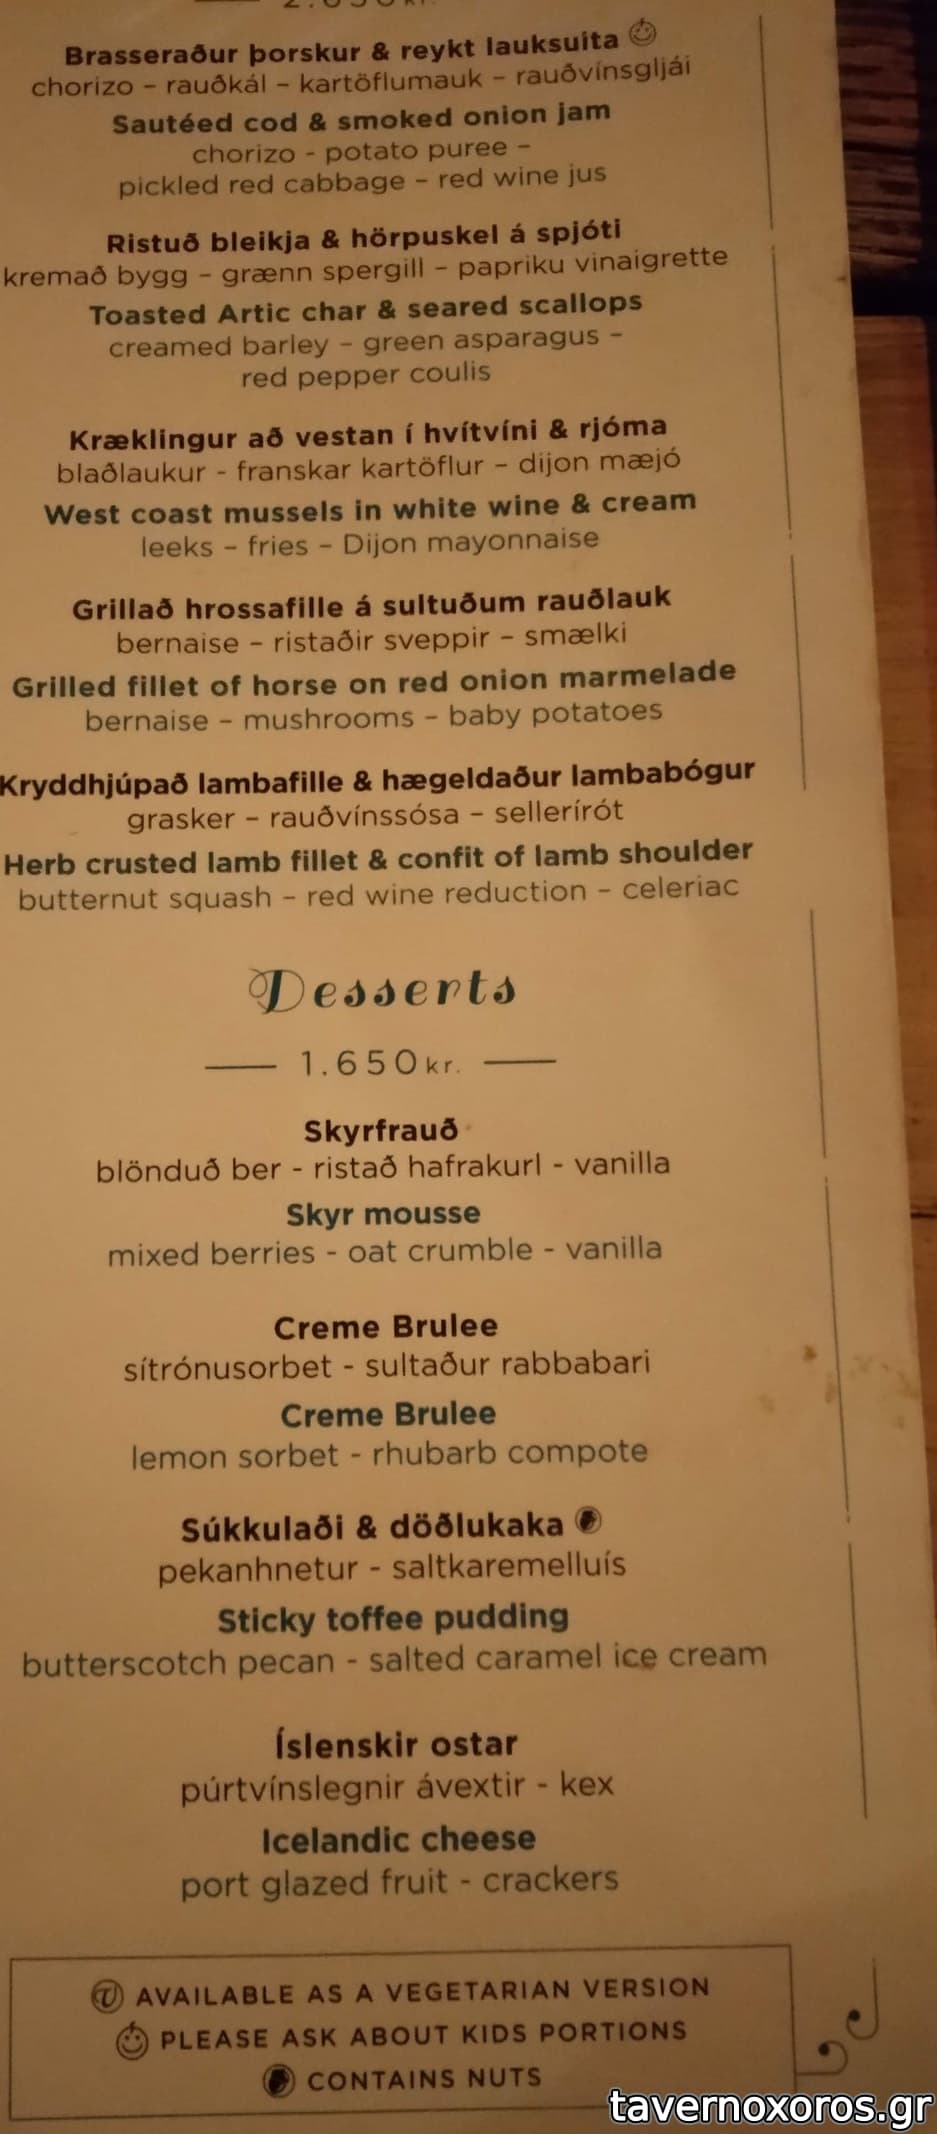 Brasseraður þorskur & reykt lauksulta
chorizo – rauðkál – kartöflumauk – rauðvínsgljái
Sautéed cod & smoked onion jam
chorizo - potato puree –
pickled red cabbage – red wine jus
Ristuð bleikja & hörpuskel á spjóti
kremað bygg – grænn spergill – papriku vinaigrette
Toasted Artic char & seared scallops
creamed barley – green asparagus –
red pepper coulis
Kræklingur að vestan í hvítvíni & rjóma
blaðlaukur - franskar kartöflur – dijon mæjó
West coast mussels in white wine & cream
leeks – fries – Dijon mayonnaise
Grillað hrossafille á sultuðum rauðlauk
bernaise – ristaðir sveppir – smælki
Grilled fillet of horse on red onion marmelade
bernaise – mushrooms – baby potatoes
Kryddhjúpað lambafille & hægeldaður lambabógur
grasker – rauðvínssósa – sellerírót
Herb crusted lamb fillet & confit of lamb shoulder
butternut squash – red wine reduction – celeriac
Desserts
1.650kr.
Skyrfrauð
blönduð ber - ristað hafrakurl - vanilla
Skyr mousse
mixed berries - oat crumble - vanilla
Creme Brulee
sítrónusorbet - sultaður rabbabari
Creme Brulee
lemon sorbet - rhubarb compote
Súkkulaði & döðlukaka
pekanhnetur - saltkaremelluís
Sticky toffee pudding
butterscotch pecan - salted caramel ice cream
Íslenskir ostar
púrtvínslegnir ávextir - kex
Icelandic cheese
port glazed fruit - crackers
AVAILABLE AS A VEGETARIAN VERSION
PLEASE ASK ABOUT KIDS PORTIONS
CONTAINS NUTS
tavernoxoros.gr